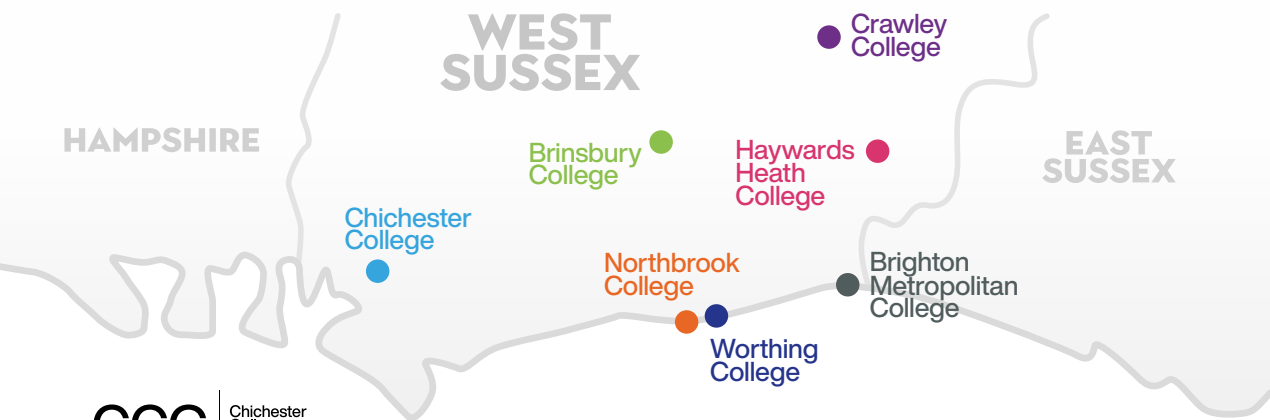 WEST
SUSSEX
Crawley
College
HAMPSHIRE
EAST
SUSSEX
Brinsbury
College
Haywards
Heath
College
Chichester
College
Northbrook
College
Brighton
Metropolitan
College
Worthing
College
CCG
Chichester